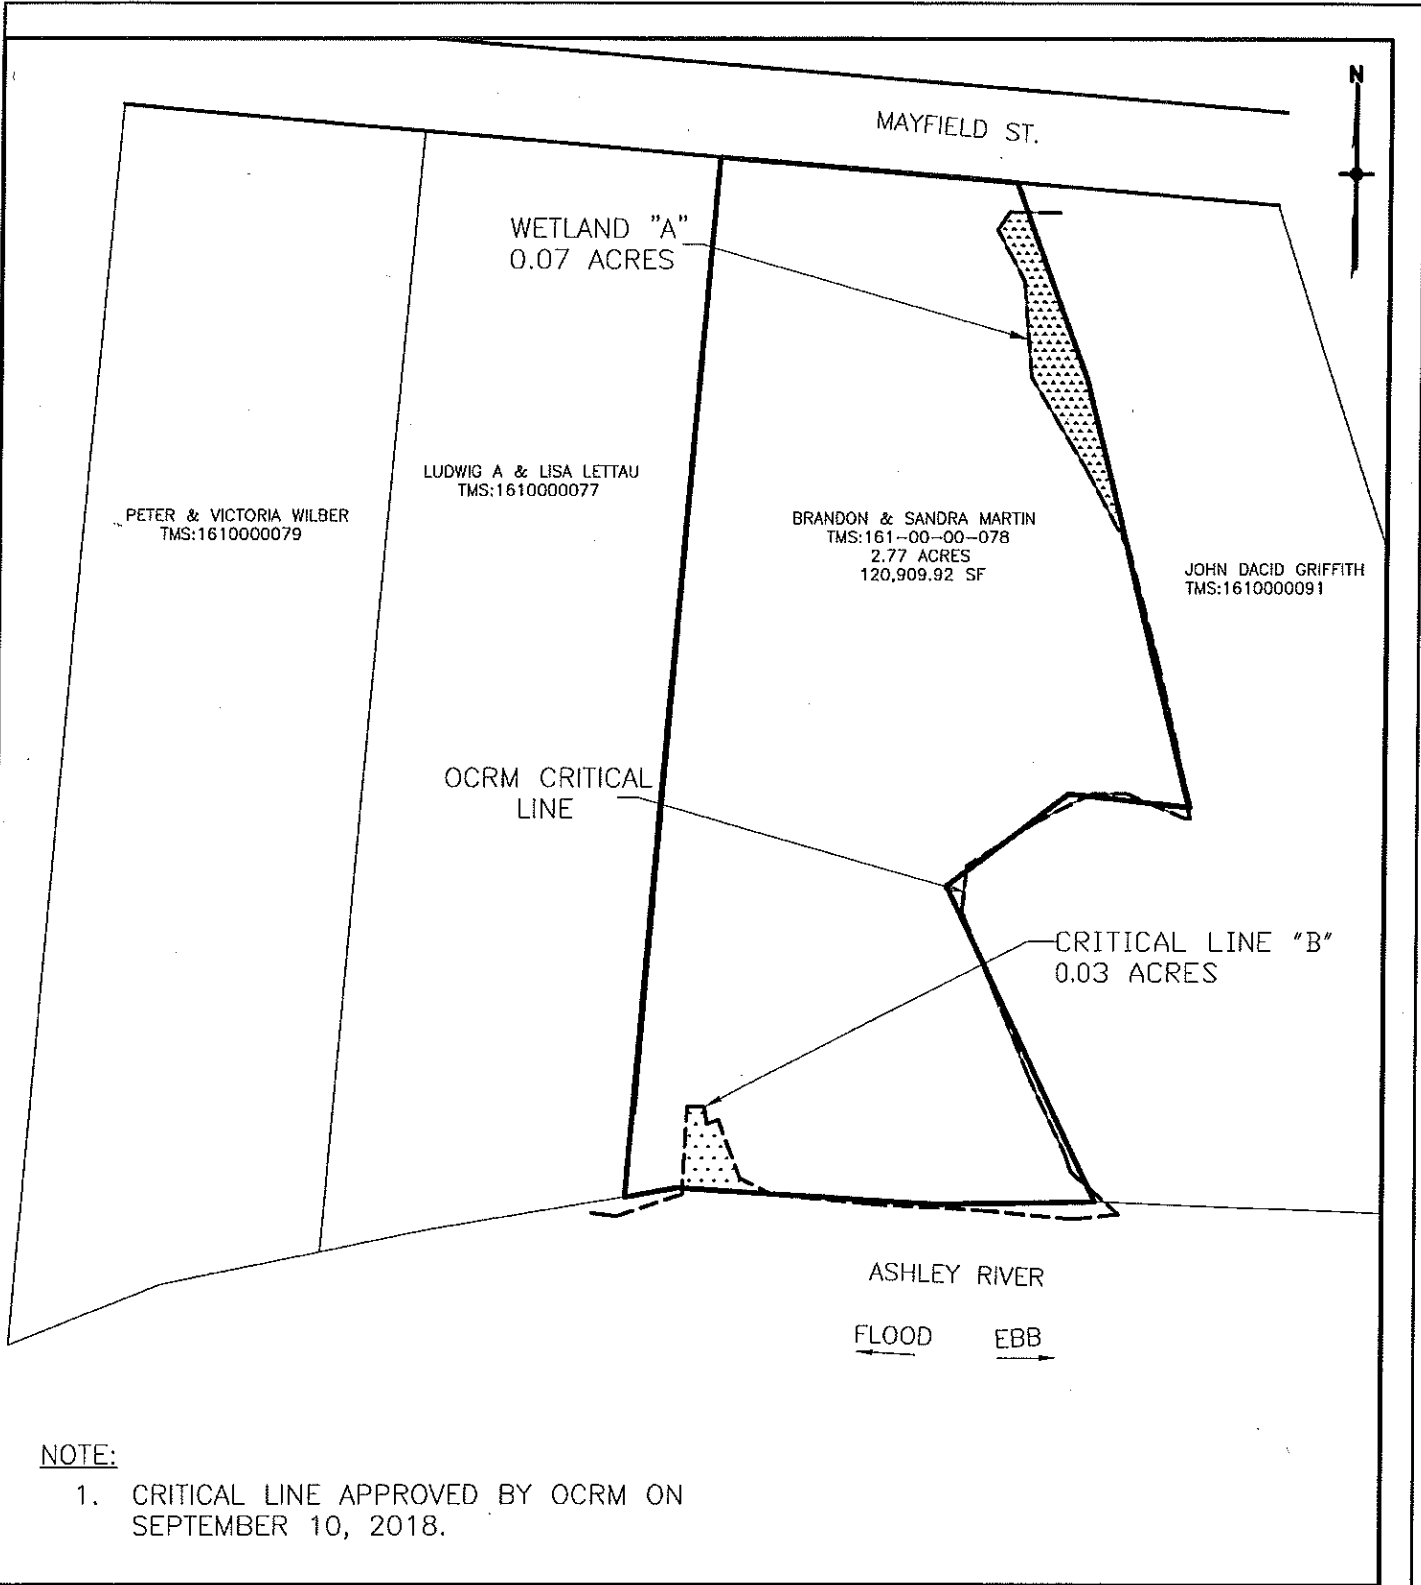 N
MAYFIELD ST.
WETLAND "A"
0.07 ACRES
LUDWIG A & LISA LETTAU
TMS:1610000077
PETER & VICTORIA WILBER
TMS:1610000079
BRANDON & SANDRA MARTIN
TMS:161-00-00-078
2.77 ACRES
120,909.92 SF
JOHN DACID GRIFFITH
TMS:1610000091
OCRM CRITICAL
LINE
CRITICAL LINE "B"
0.03 ACRES
ASHLEY RIVER
FLOOD EBB
NOTE:
1. CRITICAL LINE APPROVED BY OCRM ON
SEPTEMBER 10, 2018.